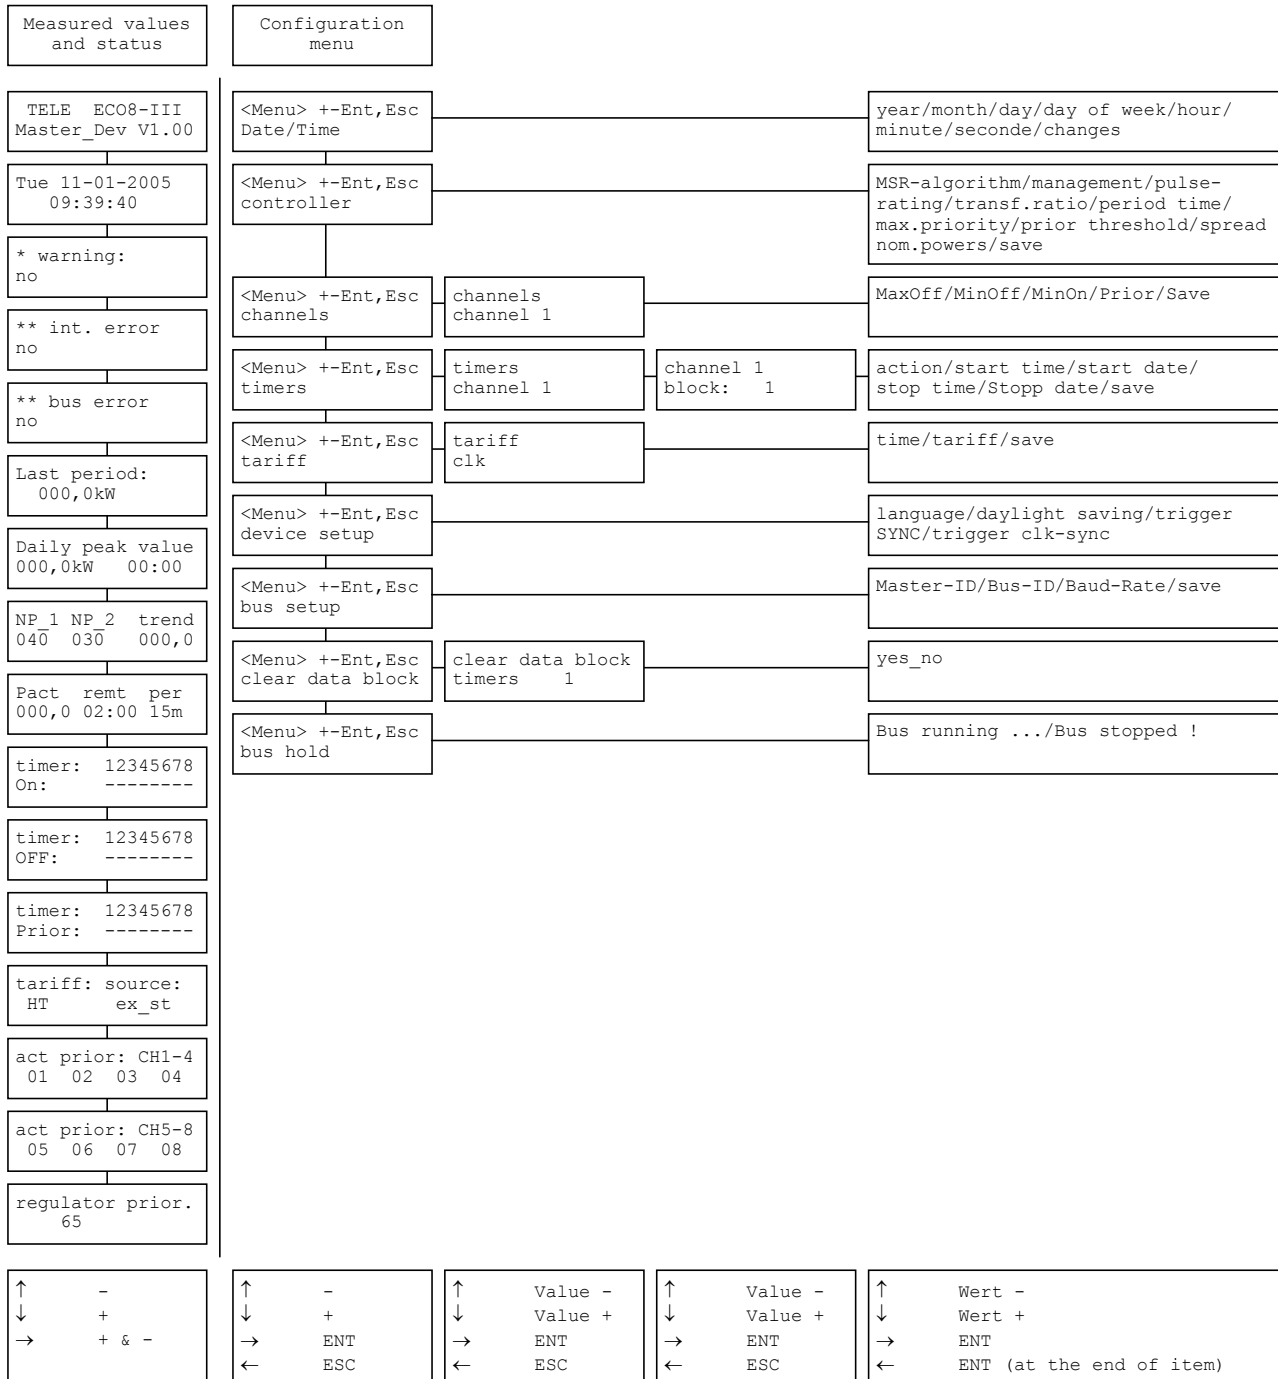 Measured values
and status
Configuration
menu
TELE  ECO8-III
Master_Dev V1.00
Tue 11-01-2005
09:39:40
* warning:
no
** int. error
no
** bus error
no
Last period:
000,0kW
Daily peak value
000,0kW   00:00
NP_1 NP_2  trend
040  030   000,0
Pact  remt  per
000,0 02:00 15m
timer:  12345678
On:     --------
timer:  12345678
OFF:    --------
timer:  12345678
Prior:  --------
tariff: source:
HT      ex_st
act prior: CH1-4
01  02  03  04
act prior: CH5-8
05  06  07  08
regulator prior.
65
<Menu> +-Ent,Esc
Date/Time
year/month/day/day of week/hour/
minute/seconde/changes
<Menu> +-Ent,Esc
controller
MSR-algorithm/management/pulse-
rating/transf.ratio/period time/
max.priority/prior threshold/spread
nom.powers/save
<Menu> +-Ent,Esc
channels
channels
channel 1
MaxOff/MinOff/MinOn/Prior/Save
<Menu> +-Ent,Esc
timers
timers
channel 1
channel 1
block:   1
action/start time/start date/
stop time/Stopp date/save
<Menu> +-Ent,Esc
tariff
tariff
clk
time/tariff/save
<Menu> +-Ent,Esc
device setup
language/daylight saving/trigger
SYNC/trigger clk-sync
<Menu> +-Ent,Esc
bus setup
Master-ID/Bus-ID/Baud-Rate/save
<Menu> +-Ent,Esc
clear data block
clear data block
timers    1
yes_no
<Menu> +-Ent,Esc
bus hold
Bus running .../Bus stopped !
↑ -
↓ +
→ + & -
↑ -
↓ +
→ ENT
← ESC
↑ Value -
↓ Value +
→ ENT
← ESC
↑ Value -
↓ Value +
→ ENT
← ESC
↑ Wert -
↓ Wert +
→ ENT
← ENT (at the end of item)